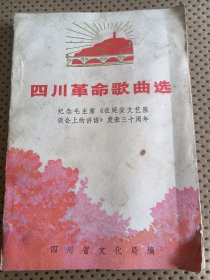 四川革命歌曲选
纪念毛主席《在延安文艺座
谈会上的讲话》发表三十周年
四川省文化局编